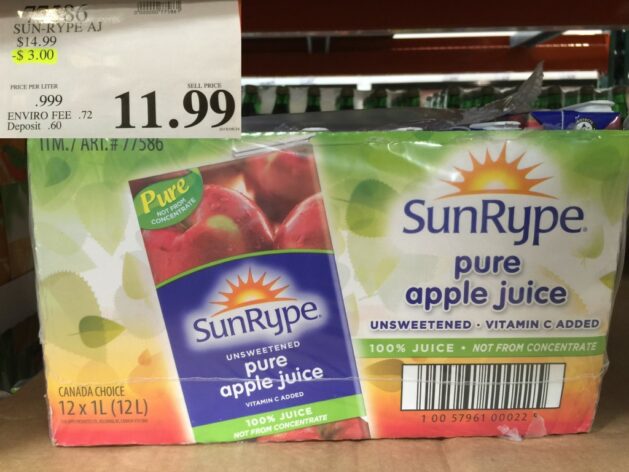 77586
SUN-RYPE AJ
$14.99
-$ 3.00
PRICE PER LITER
.999
ENVIRO FEE .72
Deposit .60
SELL PRICE
11.99
ITM. / ART. # 77586
Pure
NOT FROM
CONCENTRATE
SunRype
UNSWEETENED
pure
apple juice
VITAMIN C ADDED
100% JUICE
NOT FROM CONCENTRATE
CANADA CHOICE
12 x 1L (12 L)
SunRype
pure
apple juice
UNSWEETENED · VITAMIN C ADDED
100% JUICE · NOT FROM CONCENTRATE
1 00 57961 00022 5